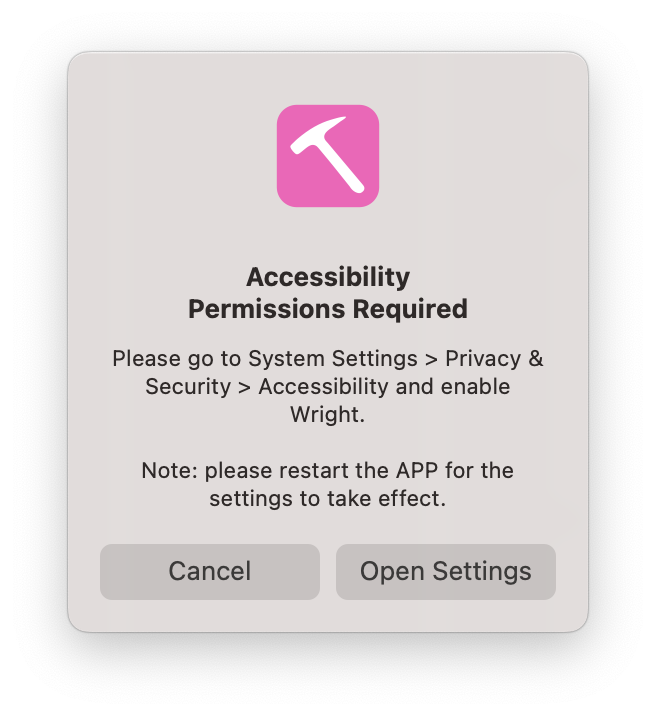 Accessibility
Permissions Required
Please go to System Settings > Privacy &
Security > Accessibility and enable
Wright.
Note: please restart the APP for the
settings to take effect.
Cancel
Open Settings